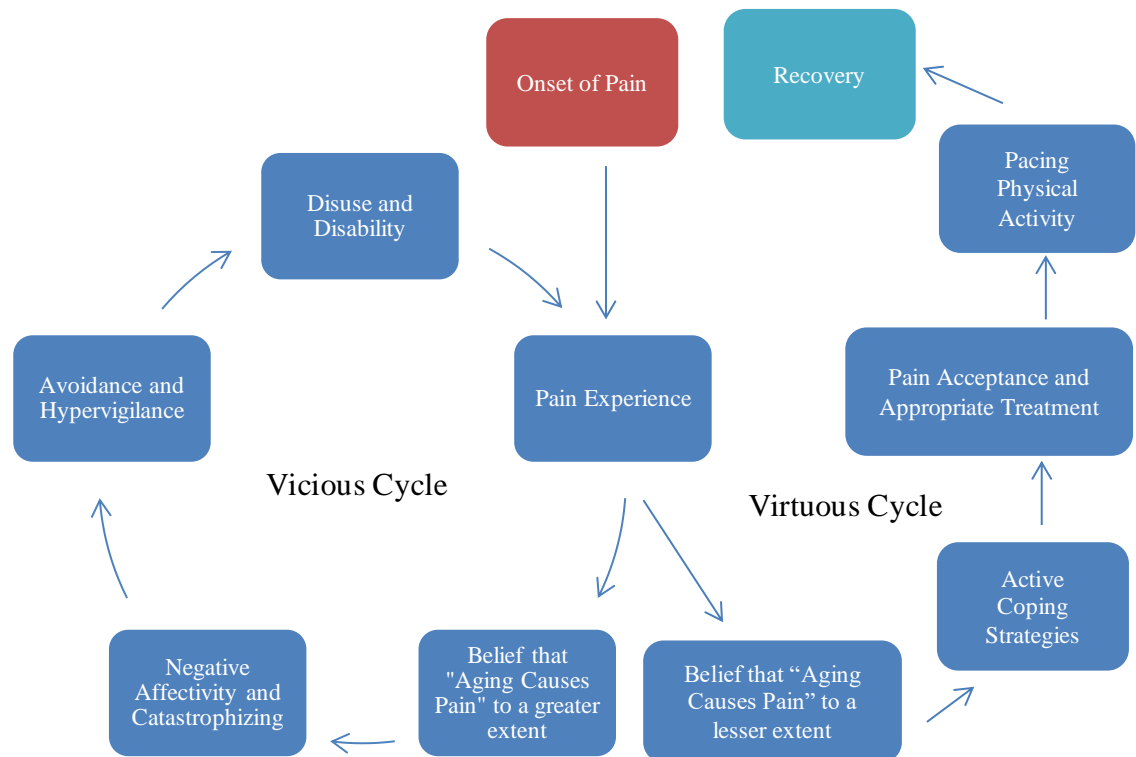 Onset of Pain
Recovery
Pacing
Physical
Activity
Disuse and
Disability
Avoidance and
Hypervigilance
Pain Experience
Pain Acceptance and
Appropriate Treatment
Vicious Cycle
Virtuous Cycle
Active
Coping
Strategies
Negative
Affectivity and
Catastrophizing
Belief that
"Aging Causes
Pain" to a greater
extent
Belief that “Aging
Causes Pain” to a
lesser extent